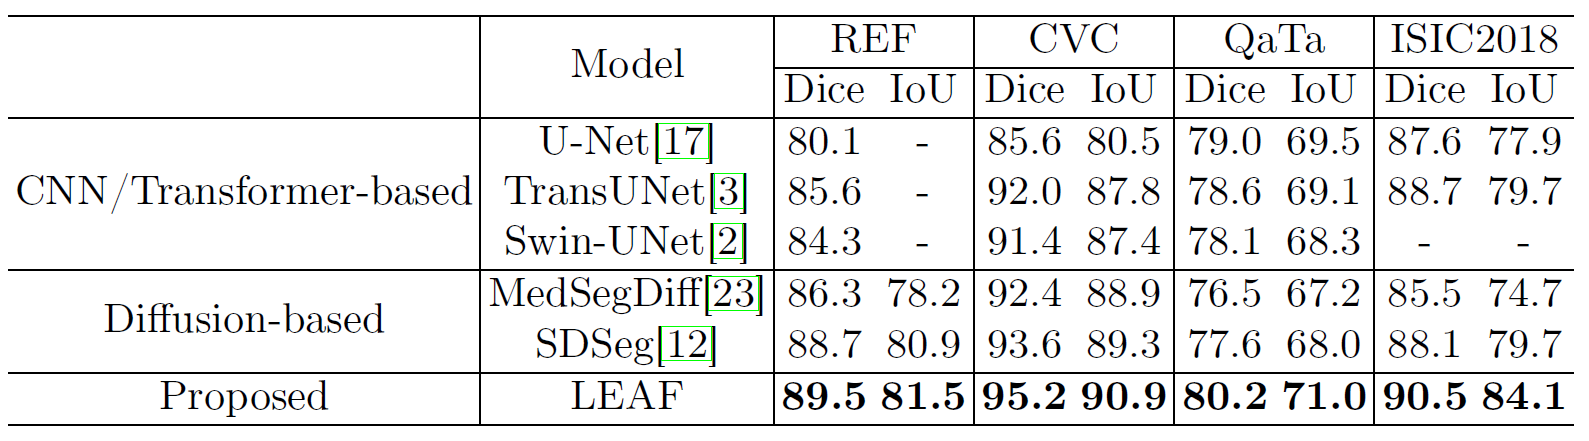 Model REF CVC QaTa ISIC2018
Dice IoU Dice IoU Dice IoU Dice IoU
CNN/Transformer-based U-Net[17] 80.1 - 85.6 80.5 79.0 69.5 87.6 77.9
TransUNet[3] 85.6 - 92.0 87.8 78.6 69.1 88.7 79.7
Swin-UNet[2] 84.3 - 91.4 87.4 78.1 68.3 - -
Diffusion-based MedSegDiff[23] 86.3 78.2 92.4 88.9 76.5 67.2 85.5 74.7
SDSeg[12] 88.7 80.9 93.6 89.3 77.6 68.0 88.1 79.7
Proposed LEAF 89.5 81.5 95.2 90.9 80.2 71.0 90.5 84.1